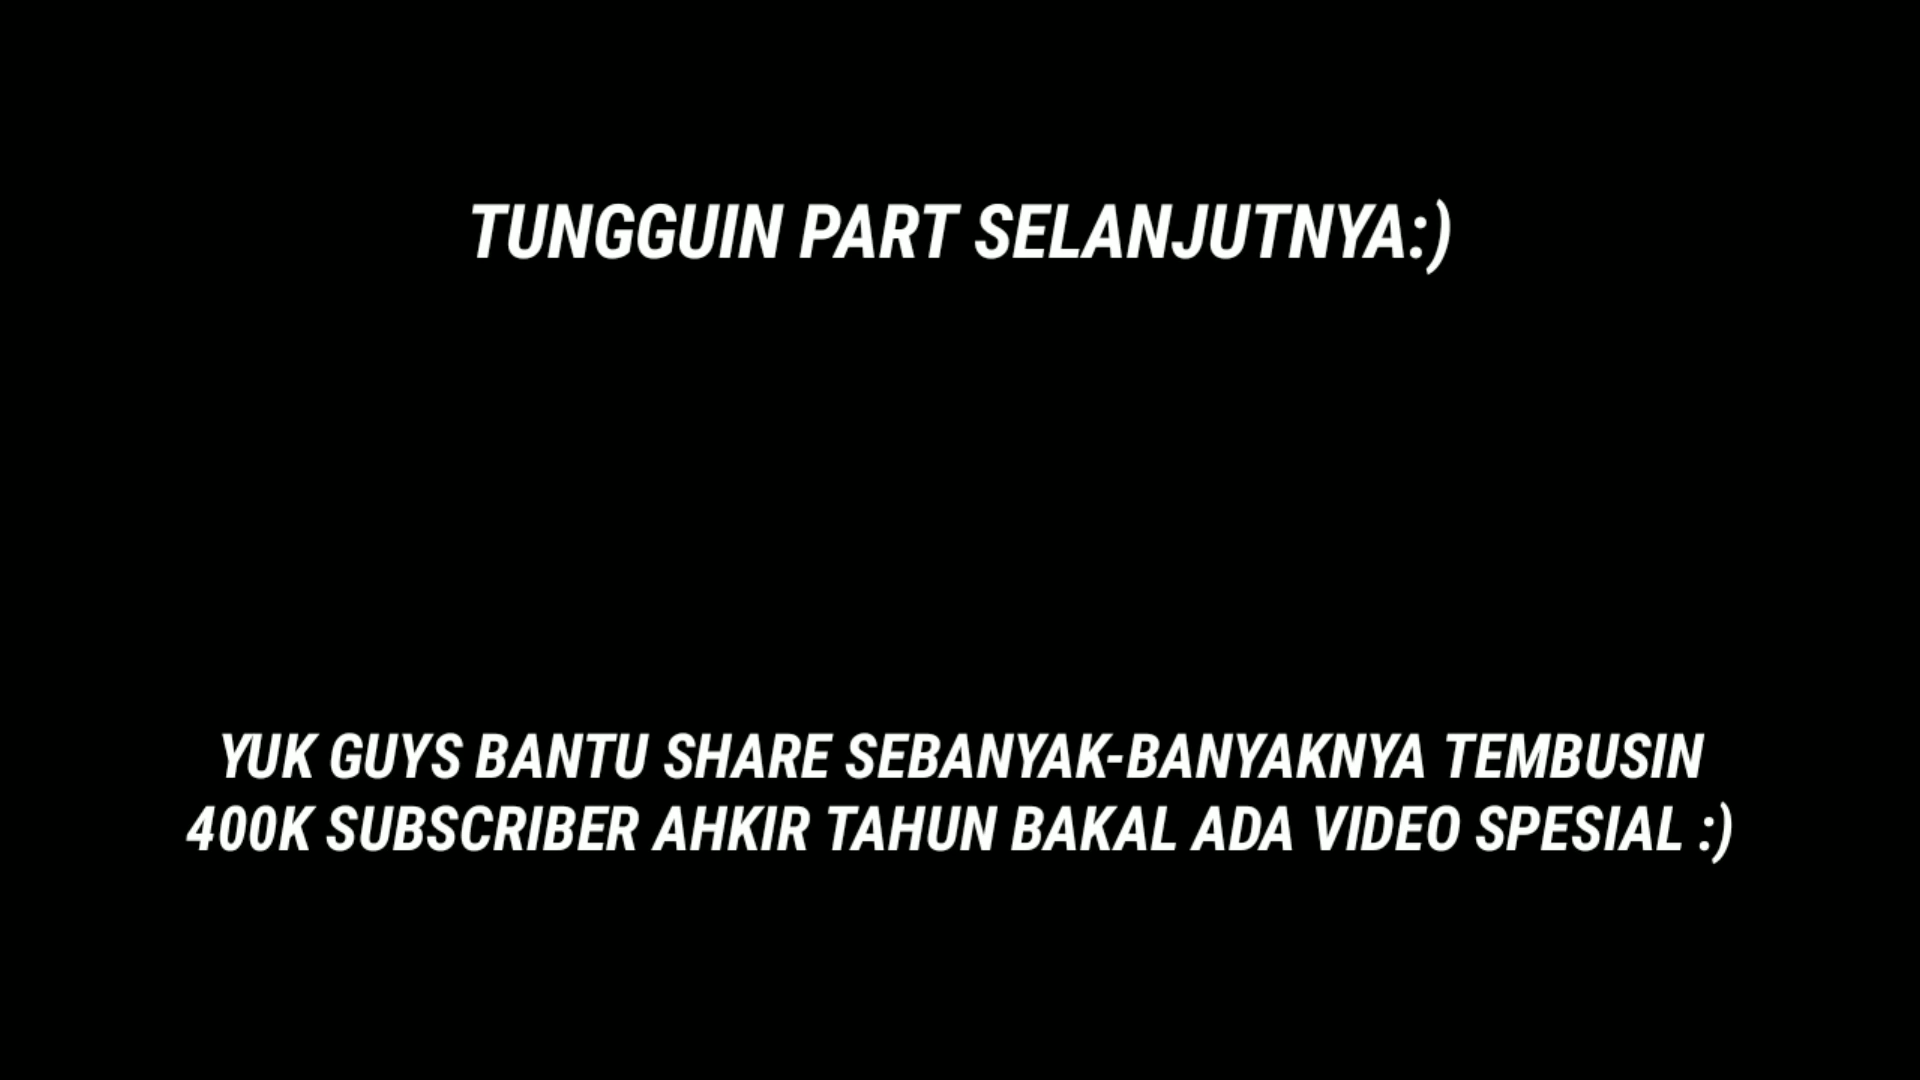 TUNGGUIN PART SELANJUTNYA:)
YUK GUYS BANTU SHARE SEBANYAK-BANYAKNYA TEMBUSIN
400K SUBSCRIBER AHKIR TAHUN BAKAL ADA VIDEO SPESIAL :)